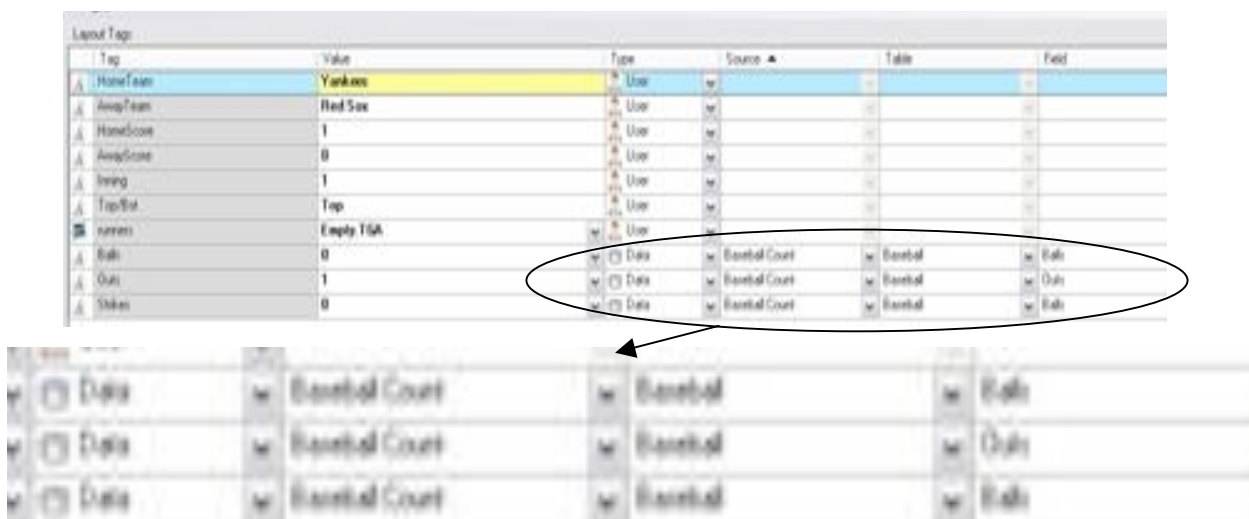 Layout Tags
Tag Value Type Source Table Field
HomeTeam Yankees User
AwayTeam Red Sox User
HomeScore 1 User
AwayScore 0 User
Inning 1 User
Top/Bot Top User
runners Empty TGA User
Balls 0 Data Baseball Count Baseball Balls
Outs 1 Data Baseball Count Baseball Outs
Strikes 0 Data Baseball Count Baseball Balls
Data Baseball Count Baseball Balls
Data Baseball Count Baseball Outs
Data Baseball Count Baseball Balls